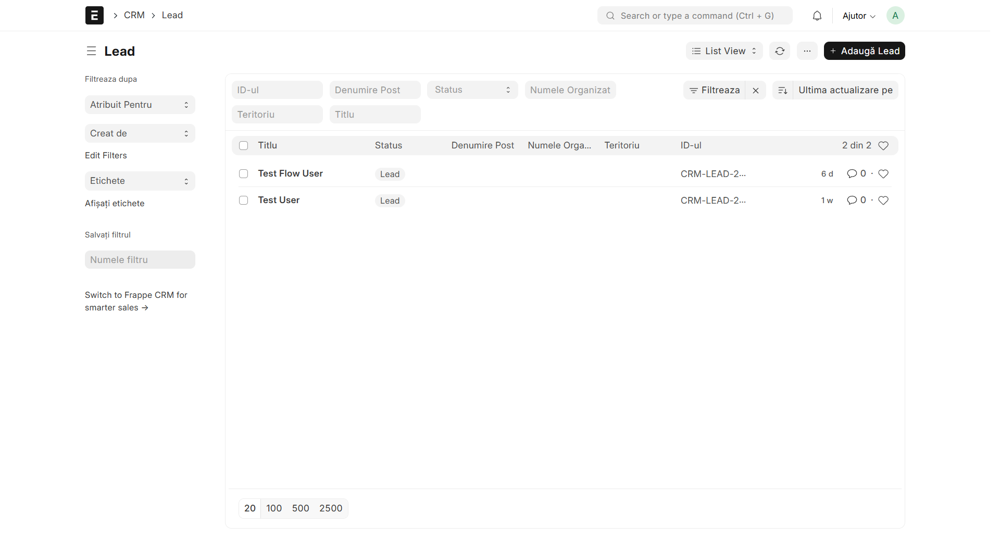 CRM
Lead
Search or type a command (Ctrl + G)
Ajutor
A
Lead
List View
Adaugă Lead
Filtreaza dupa
Atribuit Pentru
Creat de
Edit Filters
Etichete
Afișați etichete
Salvați filtrul
Numele filtru
Switch to Frappe CRM for
smarter sales →
ID-ul
Denumire Post
Status
Numele Organizat
Filtreaza
Ultima actualizare pe
Teritoriu
Titlu
Titlu Status Denumire Post Numele Orga... Teritoriu ID-ul 2 din 2
Test Flow User Lead CRM-LEAD-2... 6 d 0 ·
Test User Lead CRM-LEAD-2... 1 w 0 ·
20 100 500 2500